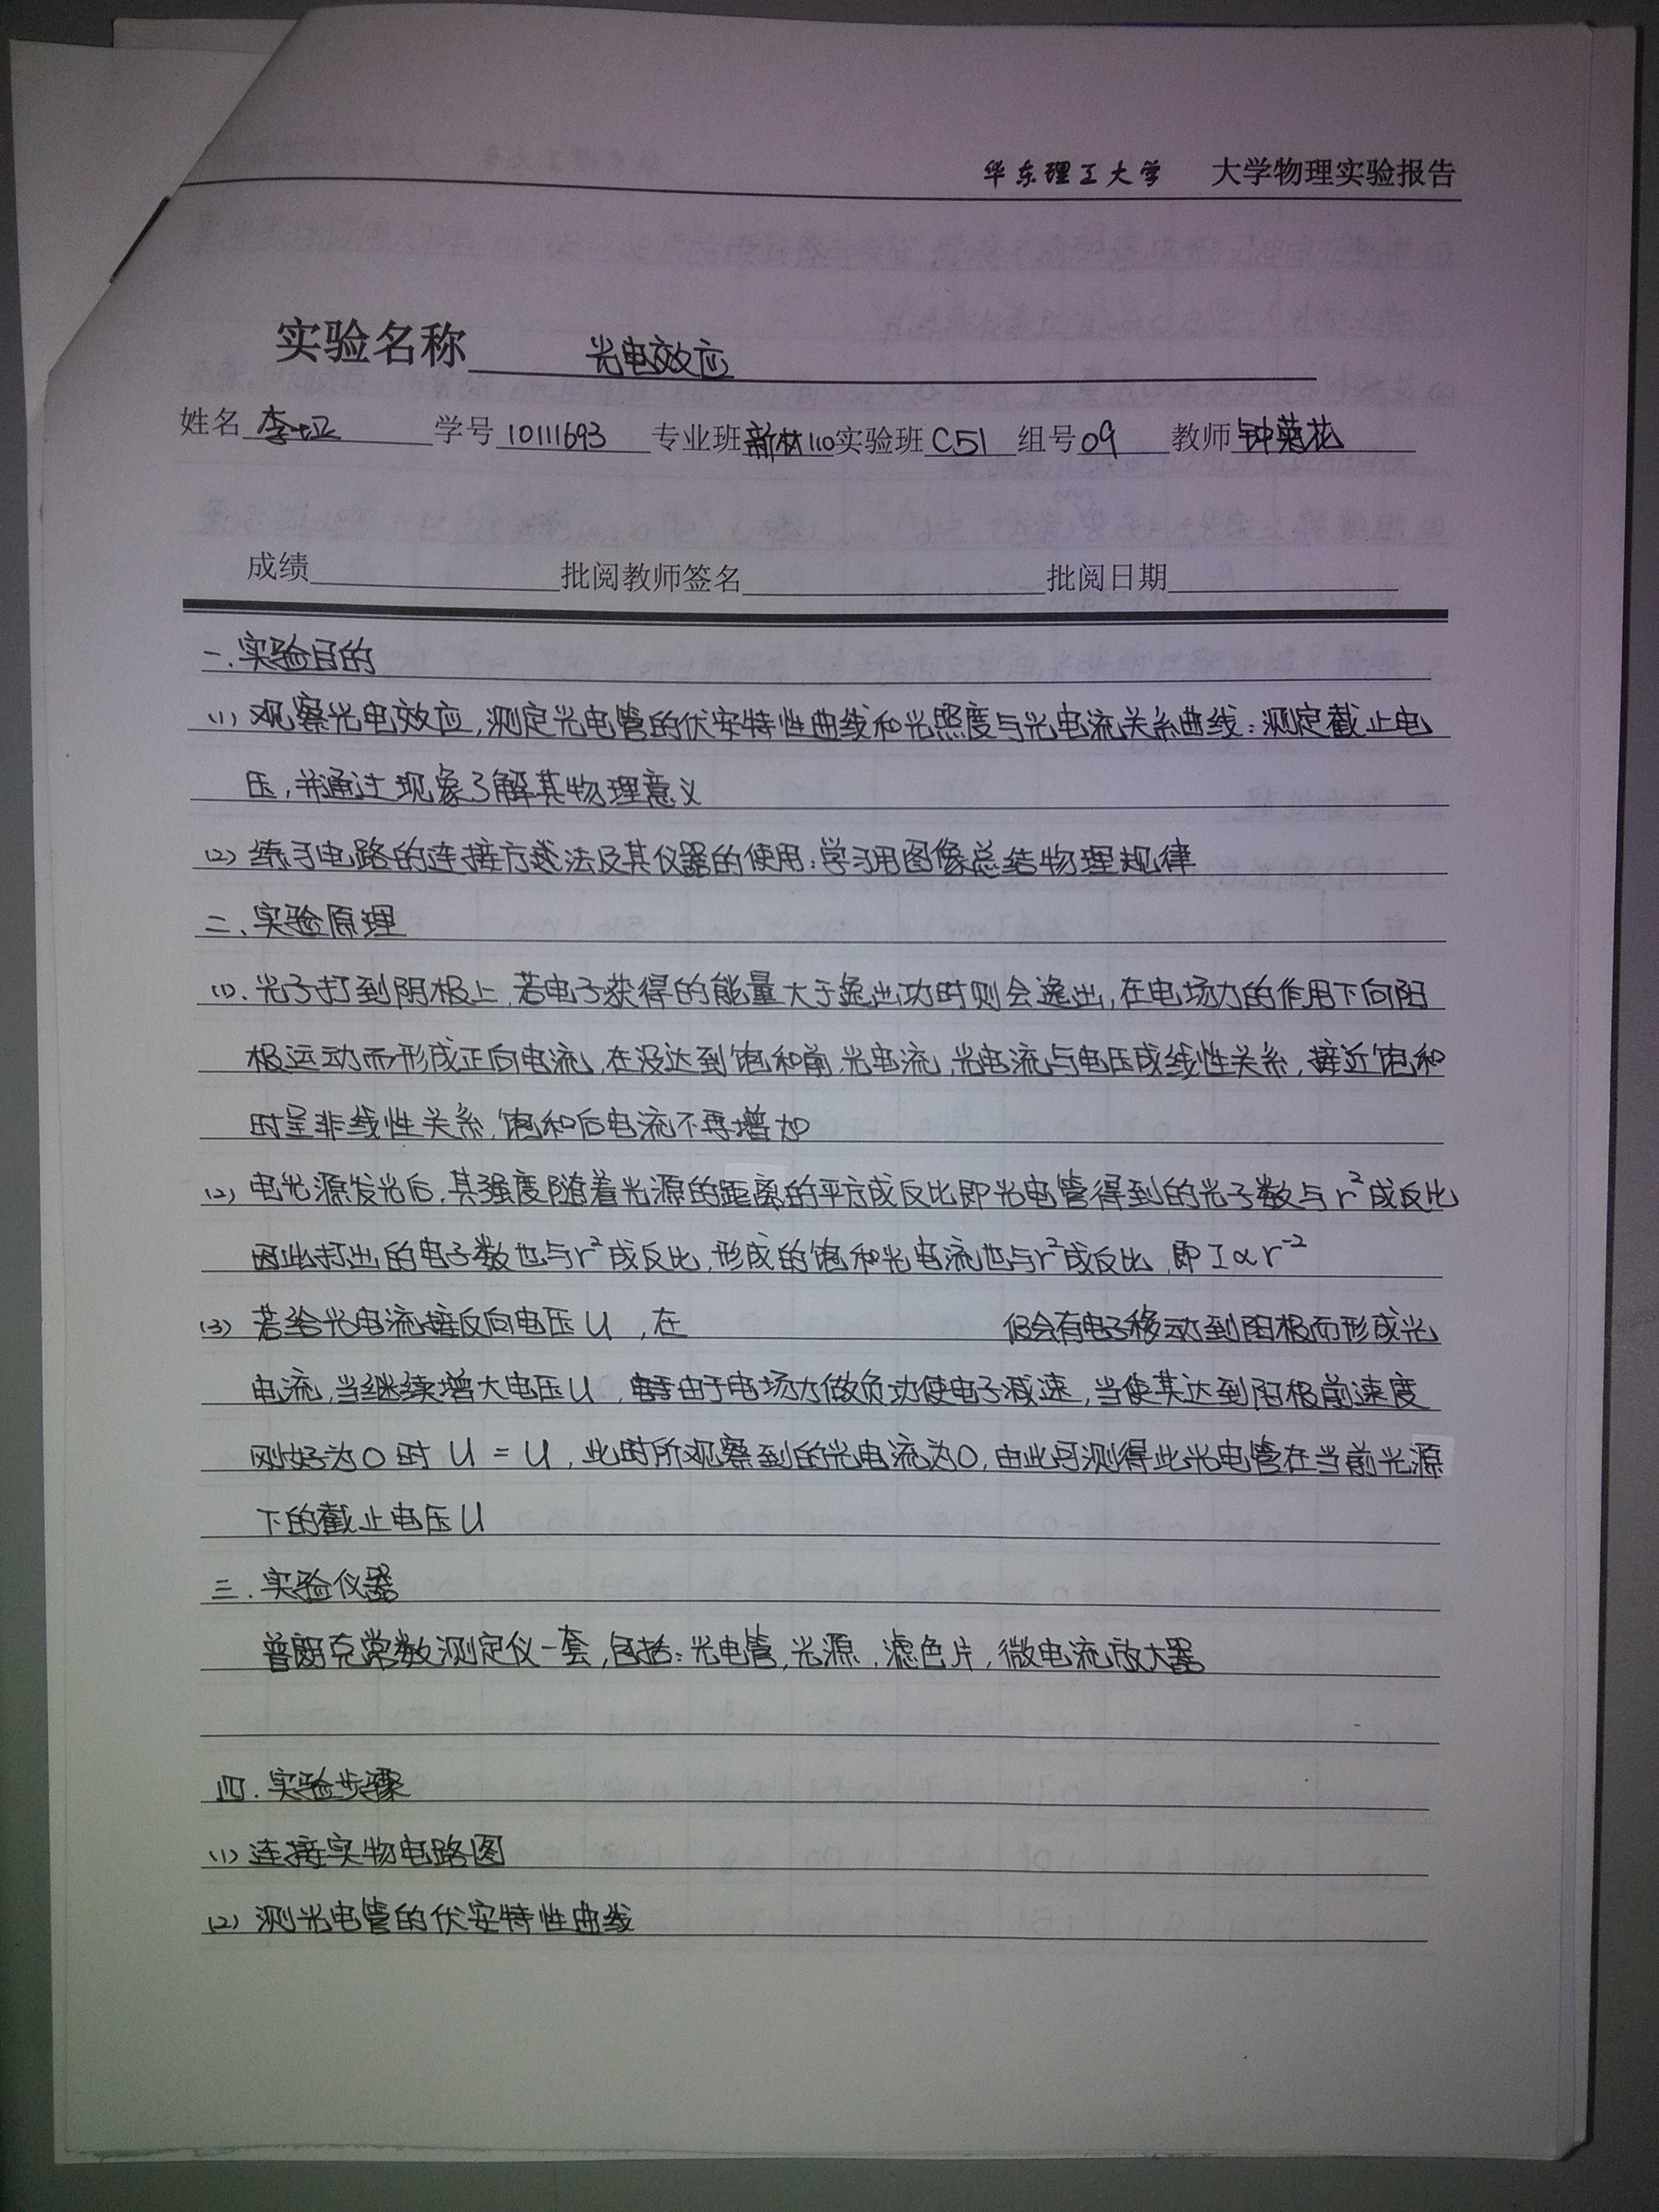 华东理工大学 大学物理实验报告
实验名称 光电效应
姓名 李 学号 10111693 专业班 新材110 实验班 C51 组号 09 教师 钟菊花
成绩 批阅教师签名 批阅日期
一.实验目的
(1) 观察光电效应,测定光电管的伏安特性曲线和光照度与光电流关系曲线;测定截止电
压,并通过现象了解其物理意义
(2) 练习电路的连接方法及其仪器的使用;学习用图像总结物理规律
二、实验原理
(1). 光子打到阴极上,若电子获得的能量大于逸出功时则会逸出,在电场力的作用下向阳
极运动而形成正向电流,在没达到饱和前,光电流,光电流与电压成线性关系,接近饱和
时呈非线性关系,饱和后电流不再增加
(2) 电光源发光后,其强度随着光源的距离的平方成反比即光电管得到的光子数与r²成反比
因此打出的电子数也与r²成反比,形成的饱和光电流也与r²成反比,即I∝r⁻²
(3) 若给光电流接反向电压U,在 仍会有电子移动到阳极而形成光
电流,当继续增大电压U,由于电场力做负功使电子减速,当使其达到阳极前速度
刚好为0时U=U,此时所观察到的光电流为0,由此可测得此光电管在当前光源
下的截止电压U
三.实验仪器
普朗克常数测定仪一套,包括:光电管,光源,滤色片,微电流放大器
四.实验步骤
(1) 连接实物电路图
(2) 测光电管的伏安特性曲线